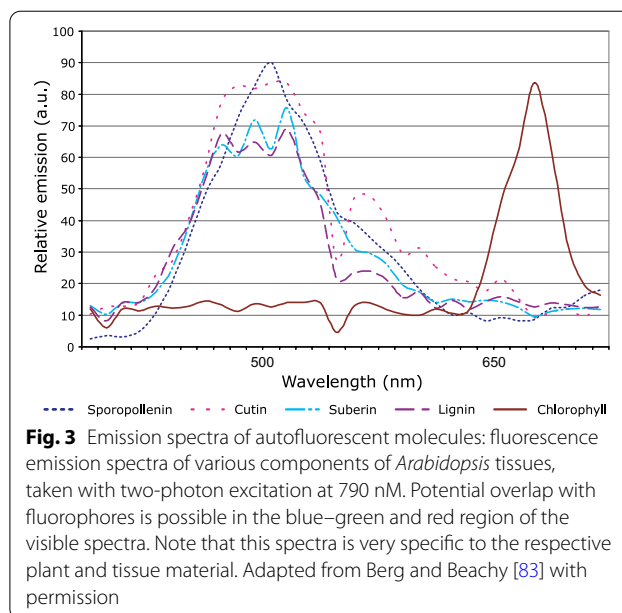 100
90
80
70
60
50
40
30
20
10
0
Relative emission (a.u.)
500 650
Wavelength (nm)
Sporopollenin Cutin Suberin Lignin Chlorophyll
Fig. 3 Emission spectra of autofluorescent molecules: fluorescence
emission spectra of various components of Arabidopsis tissues,
taken with two-photon excitation at 790 nM. Potential overlap with
fluorophores is possible in the blue–green and red region of the
visible spectra. Note that this spectra is very specific to the respective
plant and tissue material. Adapted from Berg and Beachy [83] with
permission